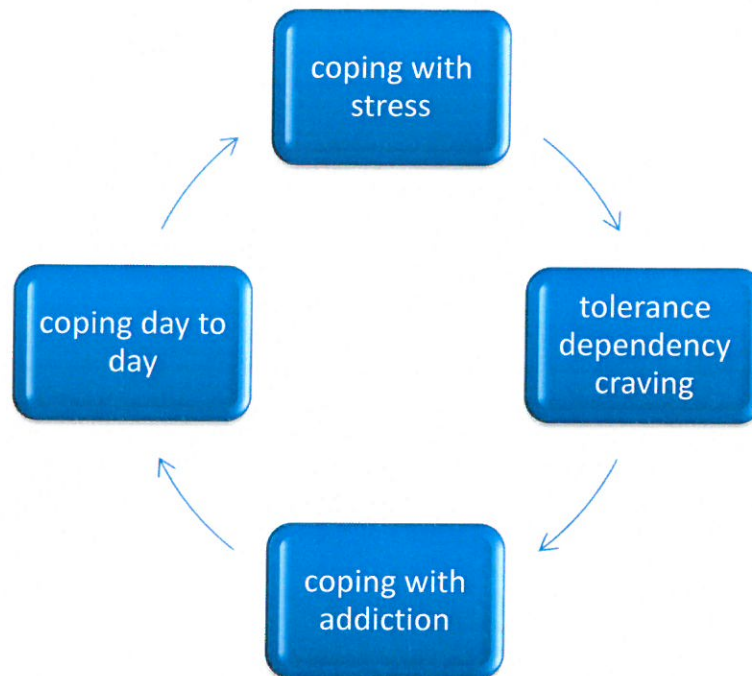 coping with
stress
tolerance
dependency
craving
coping with
addiction
coping day to
day